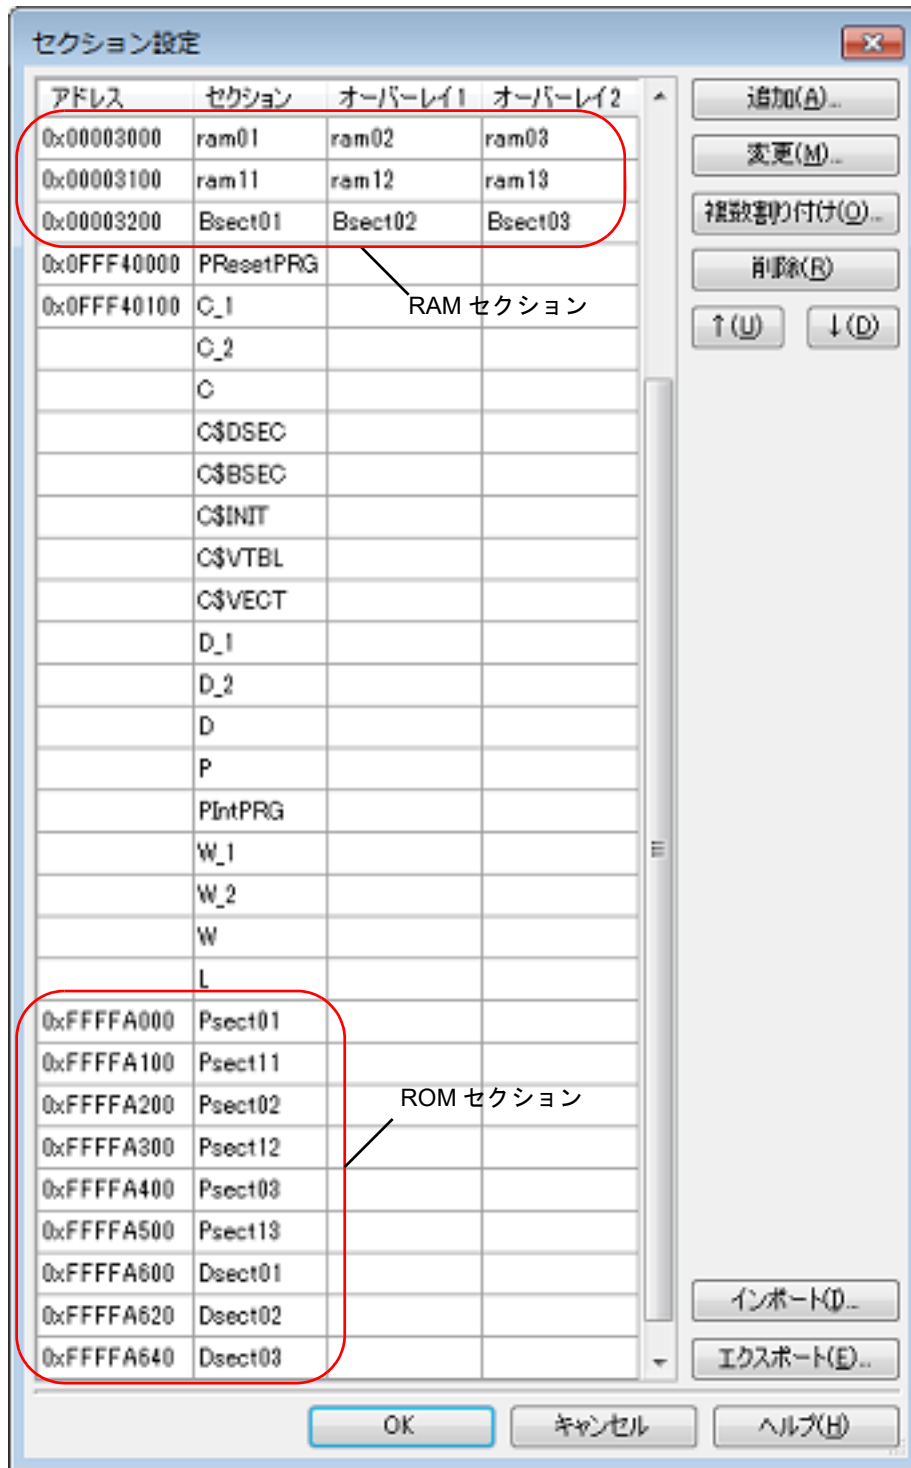 セクション設定
アドレス セクション オーバーレイ1 オーバーレイ2
0x00003000 ram01 ram02 ram03
0x00003100 ram11 ram12 ram13
0x00003200 Bsect01 Bsect02 Bsect03
0x0FFF40000 PResetPRG
0x0FFF40100 C_1
RAM セクション
C_2
C
C$DSEC
C$BSEC
C$INIT
C$VTBL
C$VECT
D_1
D_2
D
P
PIntPRG
W_1
W_2
W
L
0xFFFFA000 Psect01
0xFFFFA100 Psect11
0xFFFFA200 Psect02
ROM セクション
0xFFFFA300 Psect12
0xFFFFA400 Psect03
0xFFFFA500 Psect13
0xFFFFA600 Dsect01
0xFFFFA620 Dsect02
0xFFFFA640 Dsect03
追加(A)...
変更(M)...
複数割り付け(O)...
削除(R)
↑(U) ↓(D)
インポート(I)...
エクスポート(E)...
OK キャンセル ヘルプ(H)